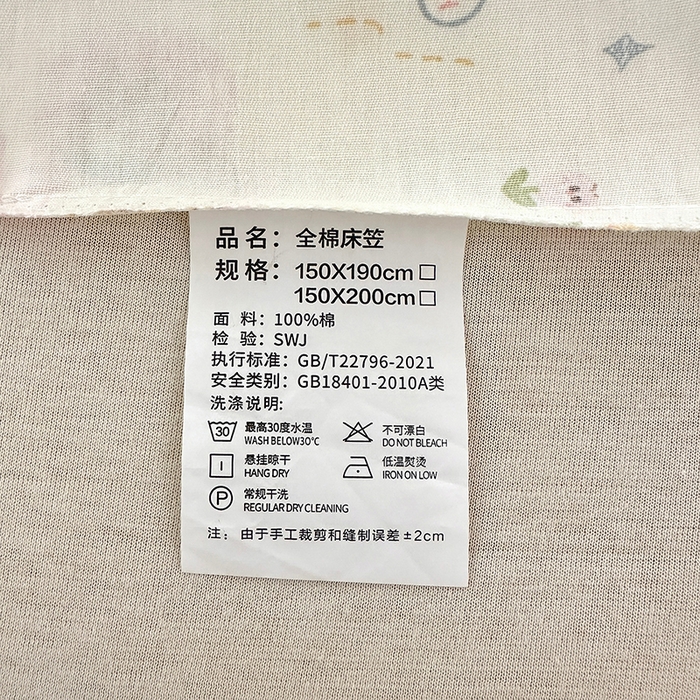 品名：全棉床笠
规格：150X190cm□
150X200cm□
面 料：100%棉
检 验：SWJ
执行标准：GB/T22796-2021
安全类别：GB18401-2010A类
洗涤说明:
30 最高30度水温 不可漂白
WASH BELOW30℃ DO NOT BLEACH
悬挂晾干 低温熨烫
HANG DRY IRON ON LOW
P 常规干洗
REGULAR DRY CLEANING
注：由于手工裁剪和缝制误差±2cm